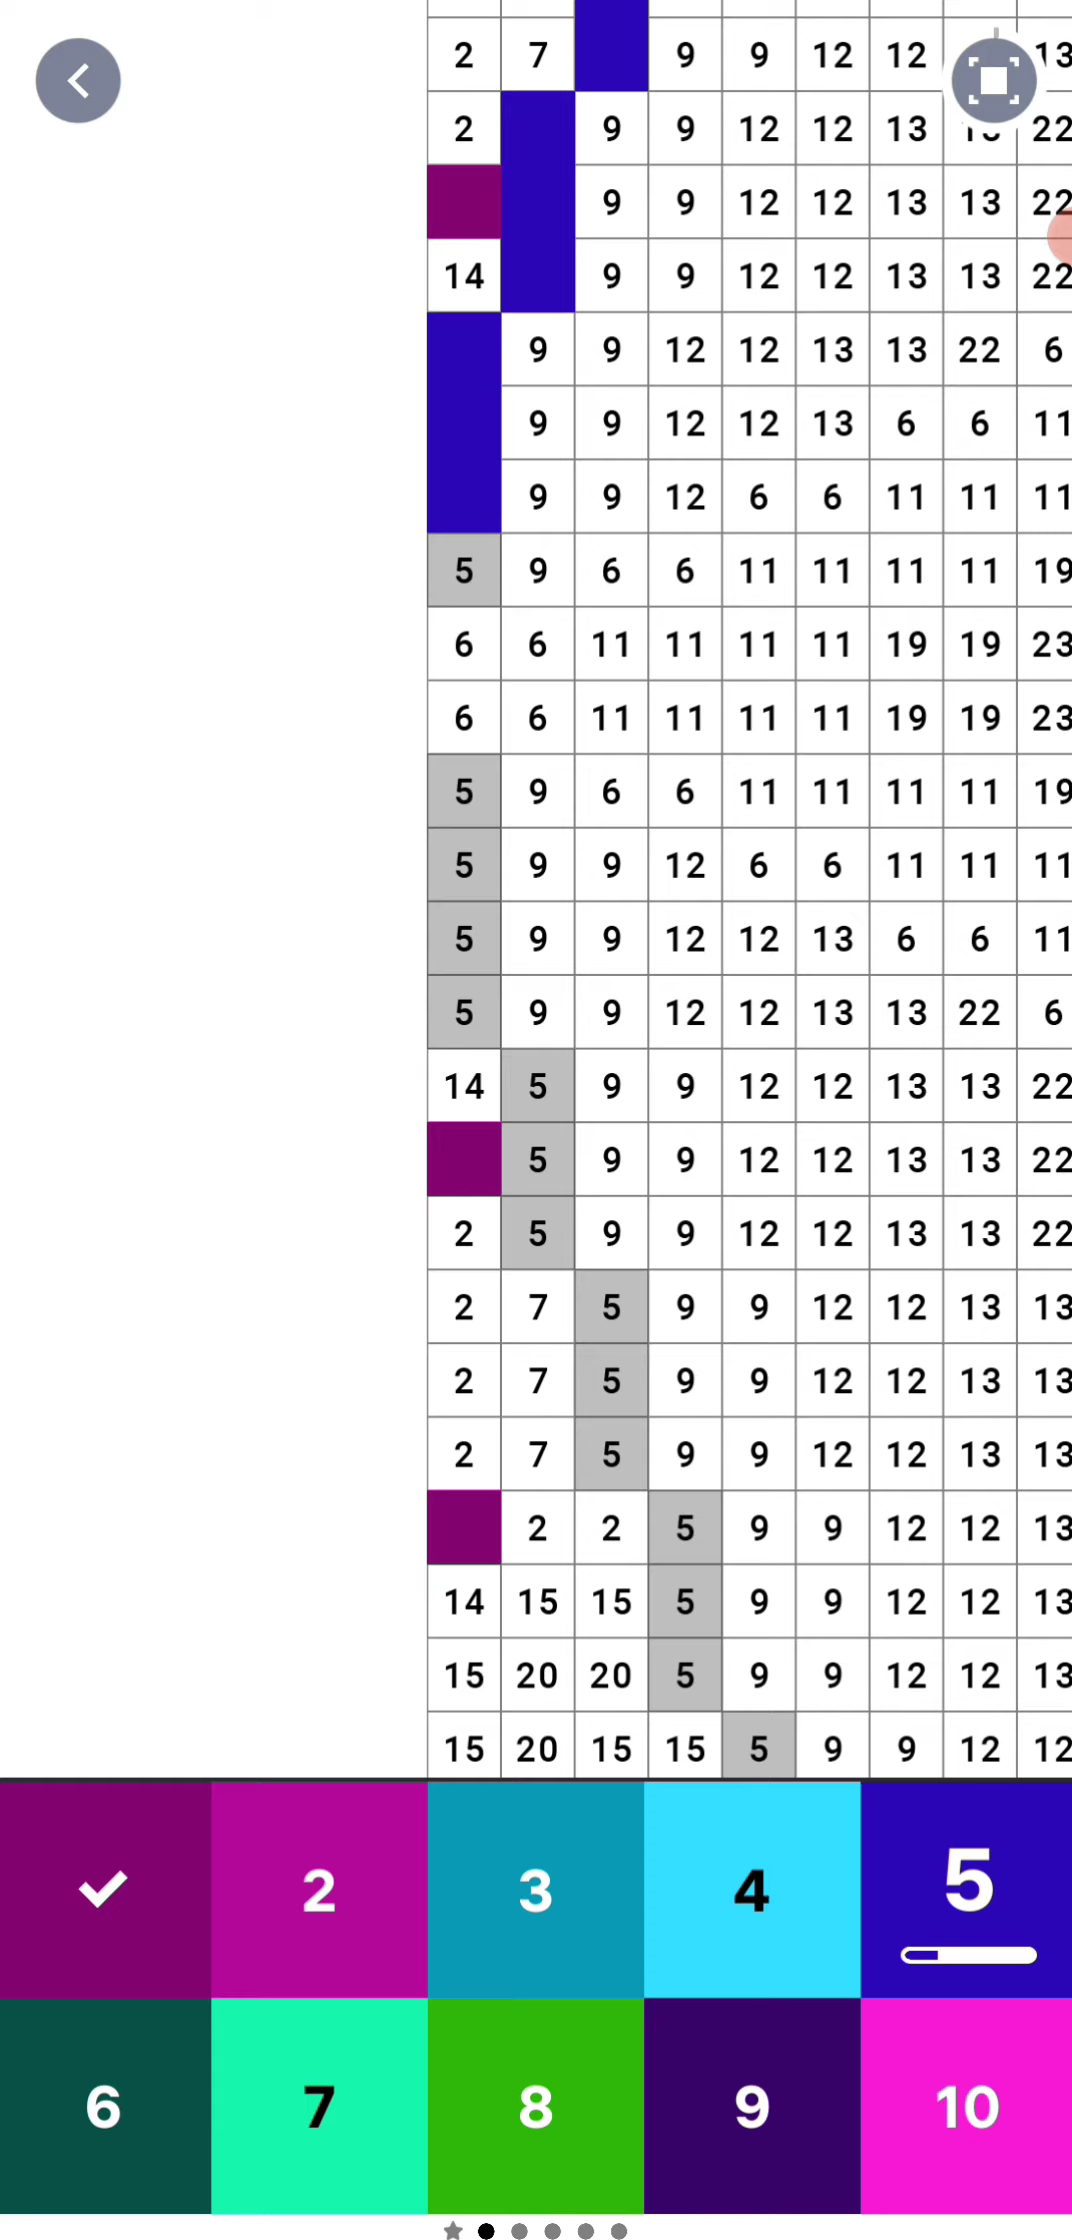 2 7 9 9 12 12 13
2 9 9 12 12 13 13 22
9 9 12 12 13 13 22
14 9 9 12 12 13 13 22
9 9 12 12 13 13 22 6
9 9 12 12 13 6 6 11
9 9 12 6 6 11 11 11
5 9 6 6 11 11 11 11 19
6 6 11 11 11 11 19 19 23
6 6 11 11 11 11 19 19 23
5 9 6 6 11 11 11 11 19
5 9 9 12 6 6 11 11 11
5 9 9 12 12 13 6 6 11
5 9 9 12 12 13 13 22 6
14 5 9 9 12 12 13 13 22
5 9 9 12 12 13 13 22
2 5 9 9 12 12 13 13 22
2 7 5 9 9 12 12 13 13
2 7 5 9 9 12 12 13 13
2 7 5 9 9 12 12 13 13
2 2 5 9 9 12 12 13
14 15 15 5 9 9 12 12 13
15 20 20 5 9 9 12 12 13
15 20 15 15 5 9 9 12 12
2 3 4 5
6 7 8 9 10